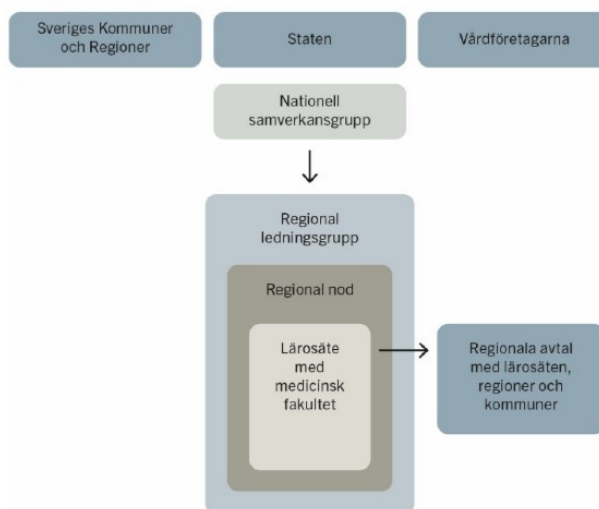 Sveriges Kommuner
och Regioner
Staten
Vårdföretagarna
Nationell
samverkansgrupp
Regional
ledningsgrupp
Regional nod
Lärosäte
med
medicinsk
fakultet
Regionala avtal
med lärosäten,
regioner och
kommuner